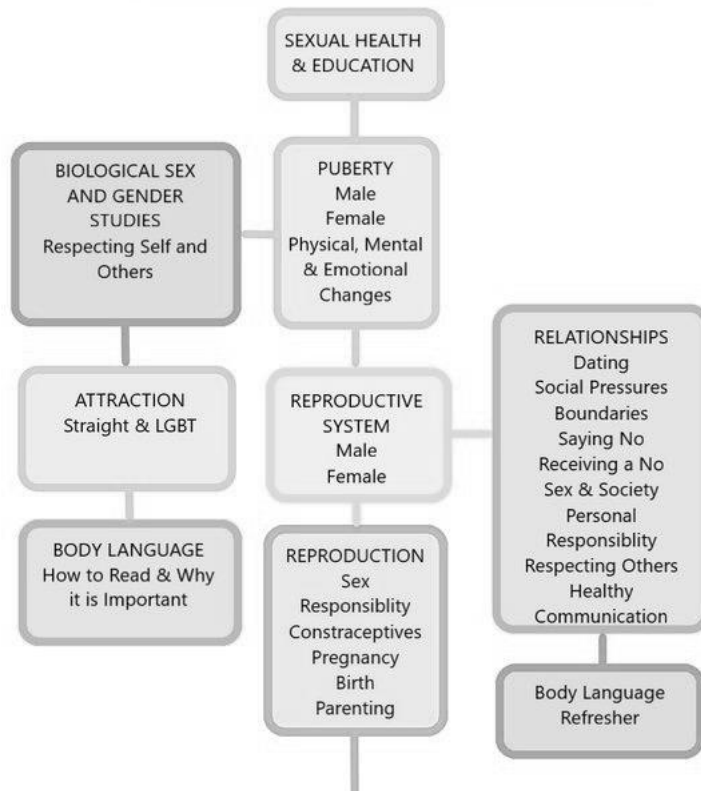 SEXUAL HEALTH
& EDUCATION
BIOLOGICAL SEX
AND GENDER
STUDIES
Respecting Self and
Others
PUBERTY
Male
Female
Physical, Mental
& Emotional
Changes
ATTRACTION
Straight & LGBT
REPRODUCTIVE
SYSTEM
Male
Female
RELATIONSHIPS
Dating
Social Pressures
Boundaries
Saying No
Receiving a No
Sex & Society
Personal
Responsiblity
Respecting Others
Healthy
Communication
BODY LANGUAGE
How to Read & Why
it is Important
REPRODUCTION
Sex
Responsiblity
Constraceptives
Pregnancy
Birth
Parenting
Body Language
Refresher